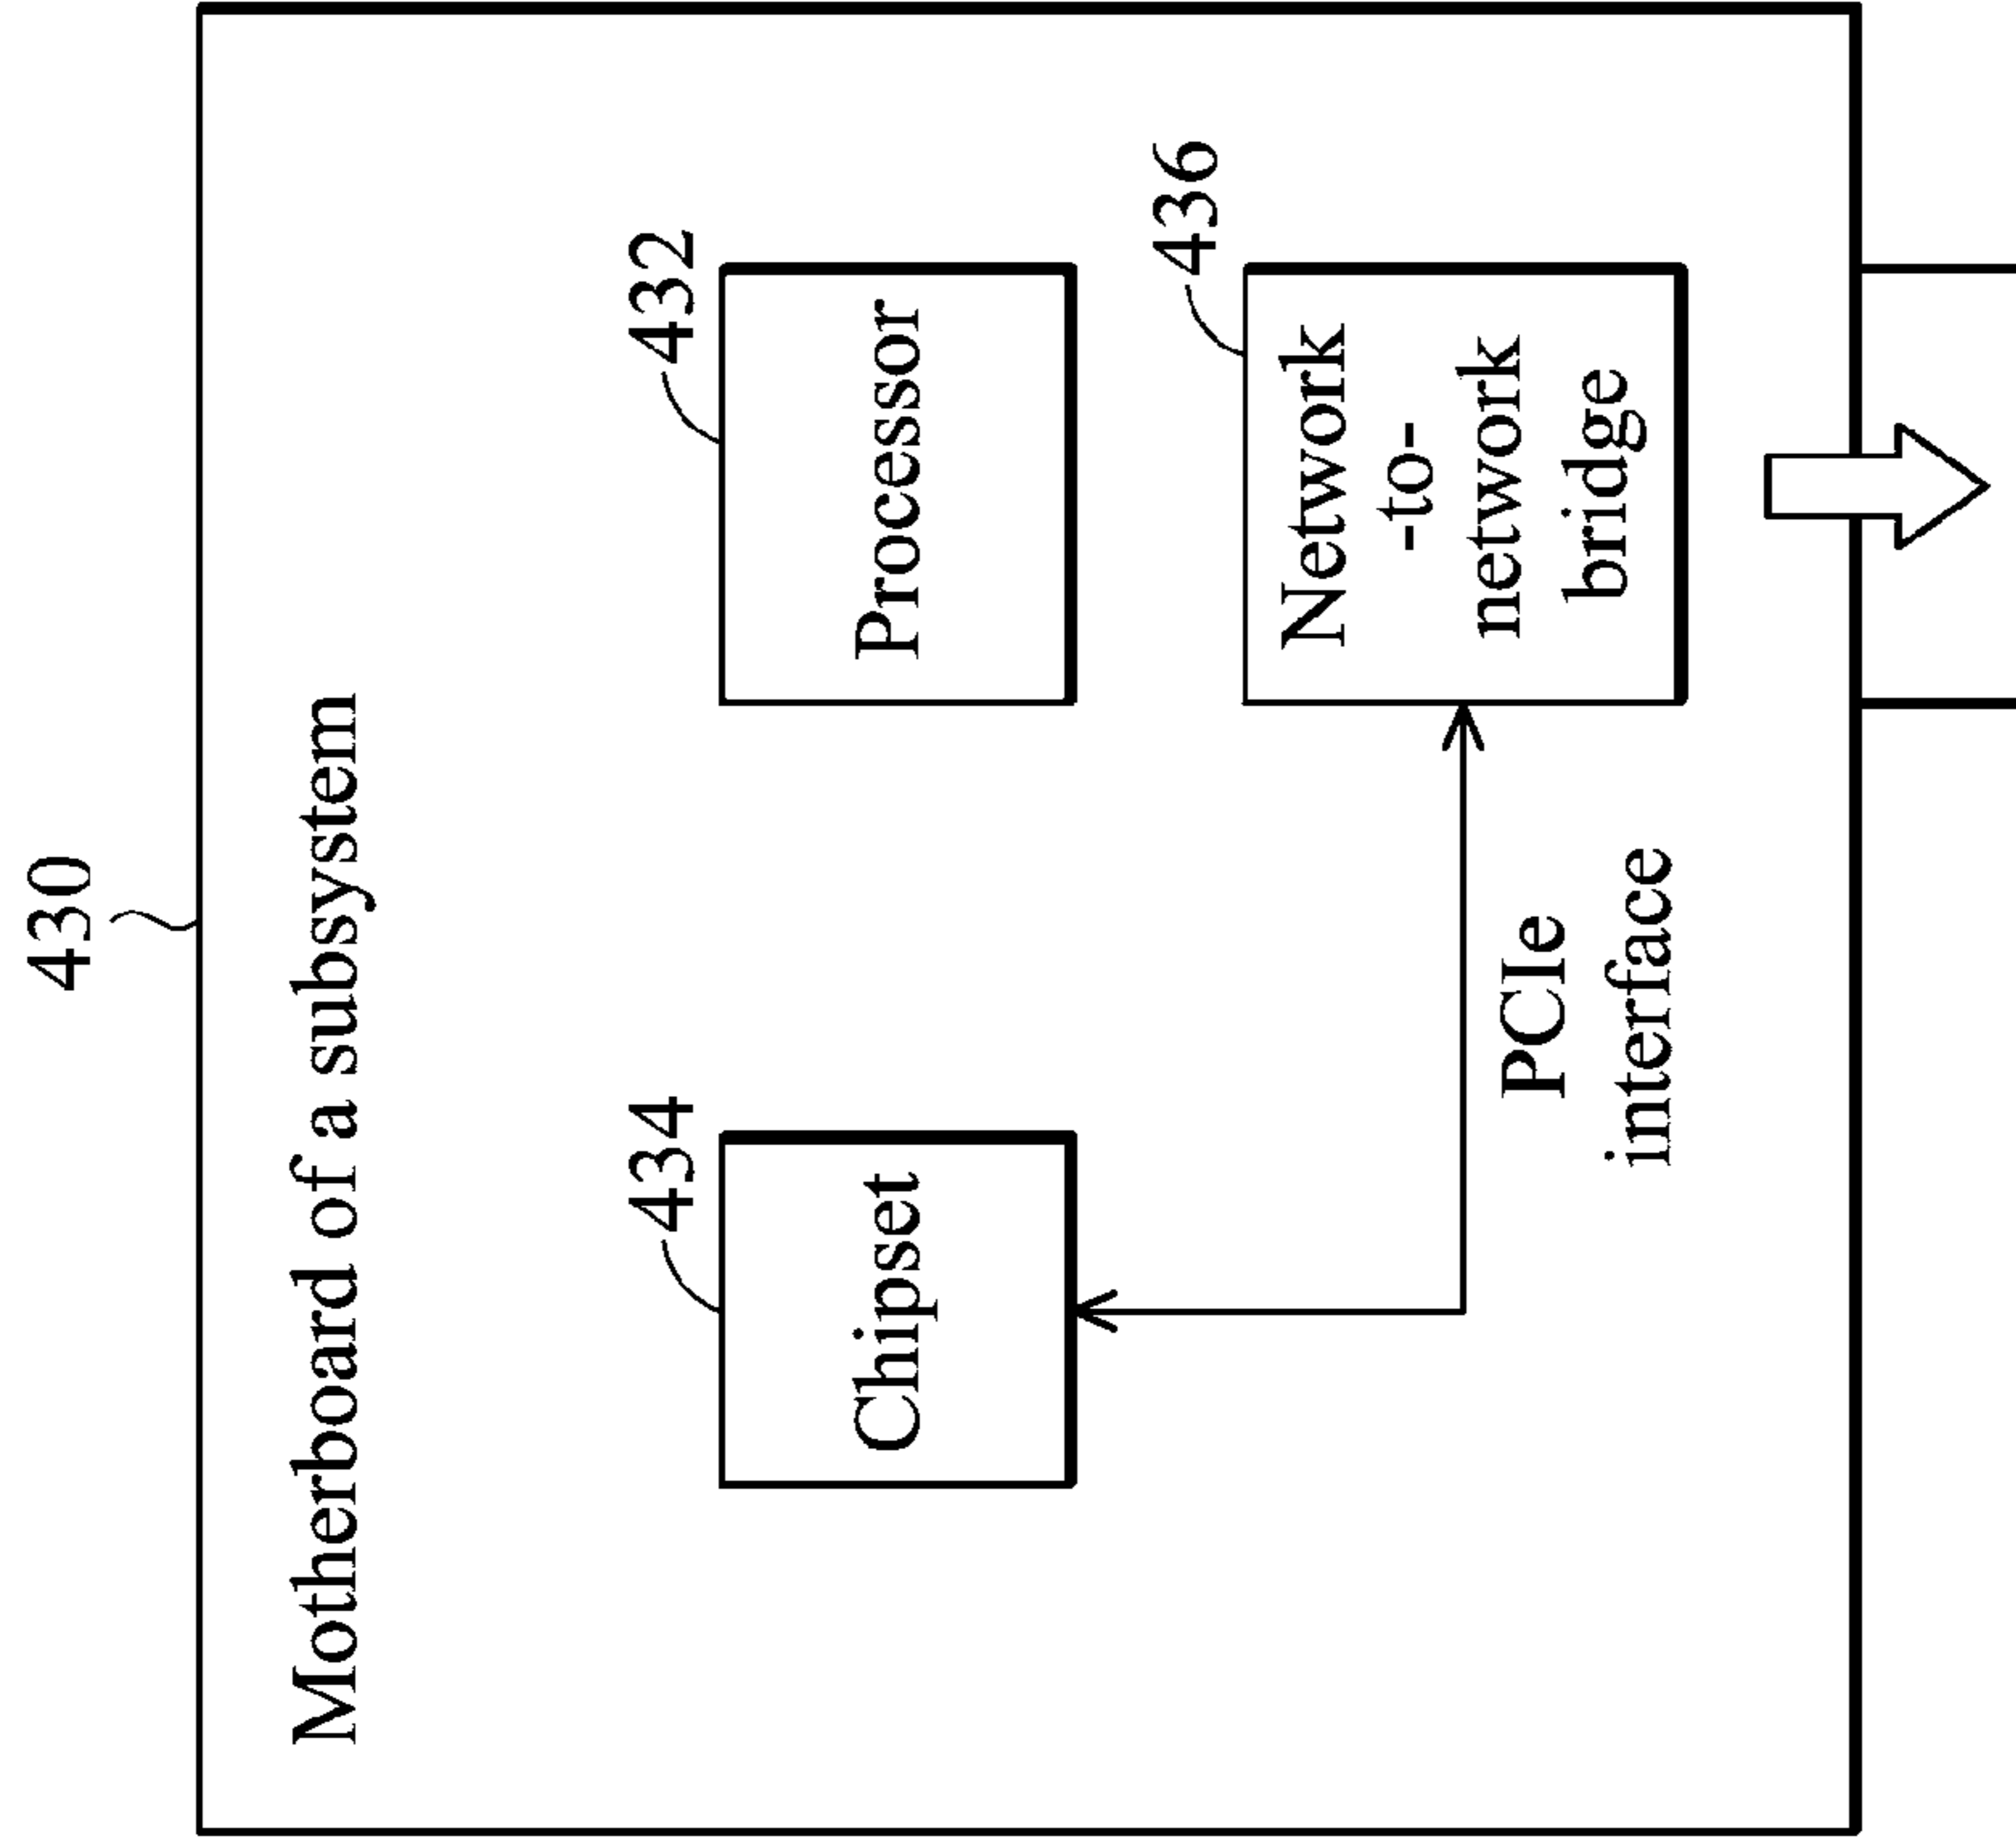 430
Motherboard of a subsystem
434
Chipset
432
Processor
436
Network
-to-
network
bridge
PCIe
interface